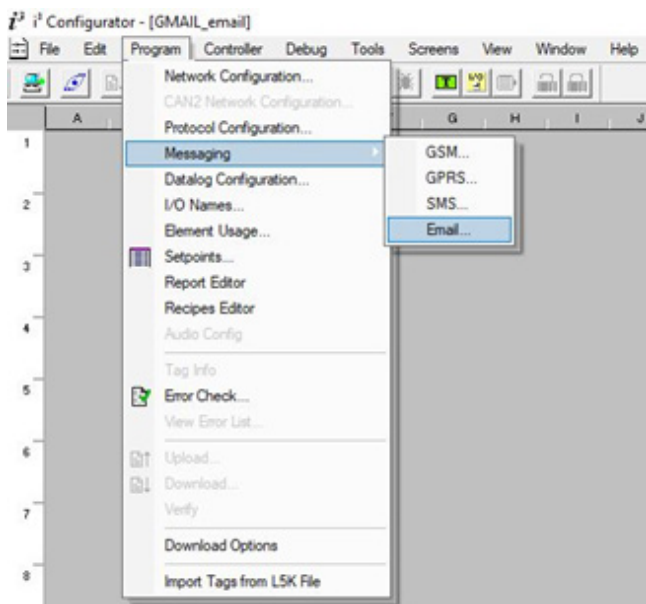 i³ i³ Configurator - [GMAIL_email]
File Edit Program Controller Debug Tools Screens View Window Help
A G H I J
Network Configuration...
CAN2 Network Configuration...
Protocol Configuration...
Messaging
GSM...
Datalog Configuration...
GPRS...
I/O Names...
SMS...
Element Usage...
Email...
Setpoints...
Report Editor
Recipes Editor
Audio Config
Tag Info
Error Check...
View Error List...
Upload...
Download...
Verify
Download Options
Import Tags from L5K File
1
2
3
4
5
6
7
8